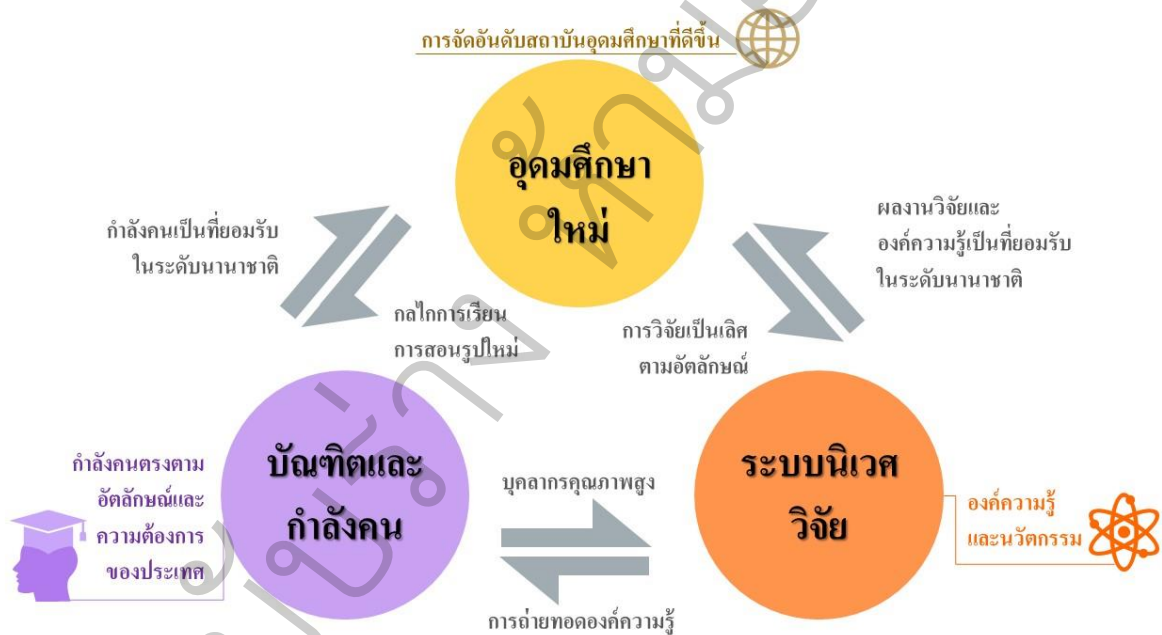 การจัดอันดับสถาบันอุดมศึกษาที่ดีขึ้น
อุดมศึกษา
ใหม่
กำลังคนเป็นที่ยอมรับ
ในระดับนานาชาติ
ผลงานวิจัยและ
องค์ความรู้เป็นที่ยอมรับ
ในระดับนานาชาติ
กลไกการเรียน
การสอนรูปใหม่
การวิจัยเป็นเลิศ
ตามอัตลักษณ์
กำลังคนตรงตาม
อัตลักษณ์และ
ความต้องการ
ของประเทศ
บัณฑิตและ
กำลังคน
บุคลากรคุณภาพสูง
การถ่ายทอดองค์ความรู้
ระบบนิเวศ
วิจัย
องค์ความรู้
และนวัตกรรม